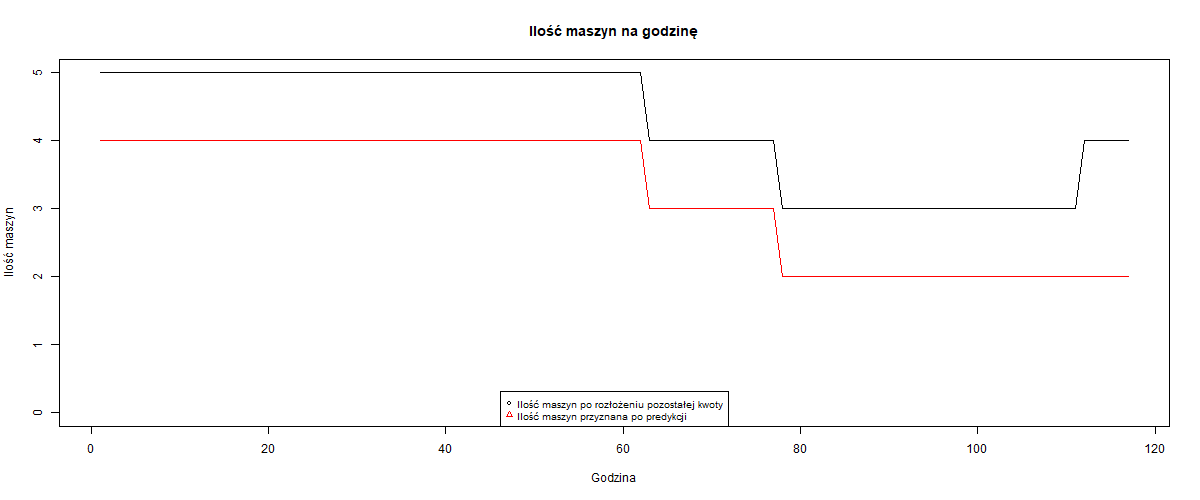 Ilość maszyn na godzinę
Ilość maszyn
5
4
3
2
1
0
Ilość maszyn po rozłożeniu pozostałej kwoty
Ilość maszyn przyznana po predykcji
0 20 40 60 80 100 120
Godzina